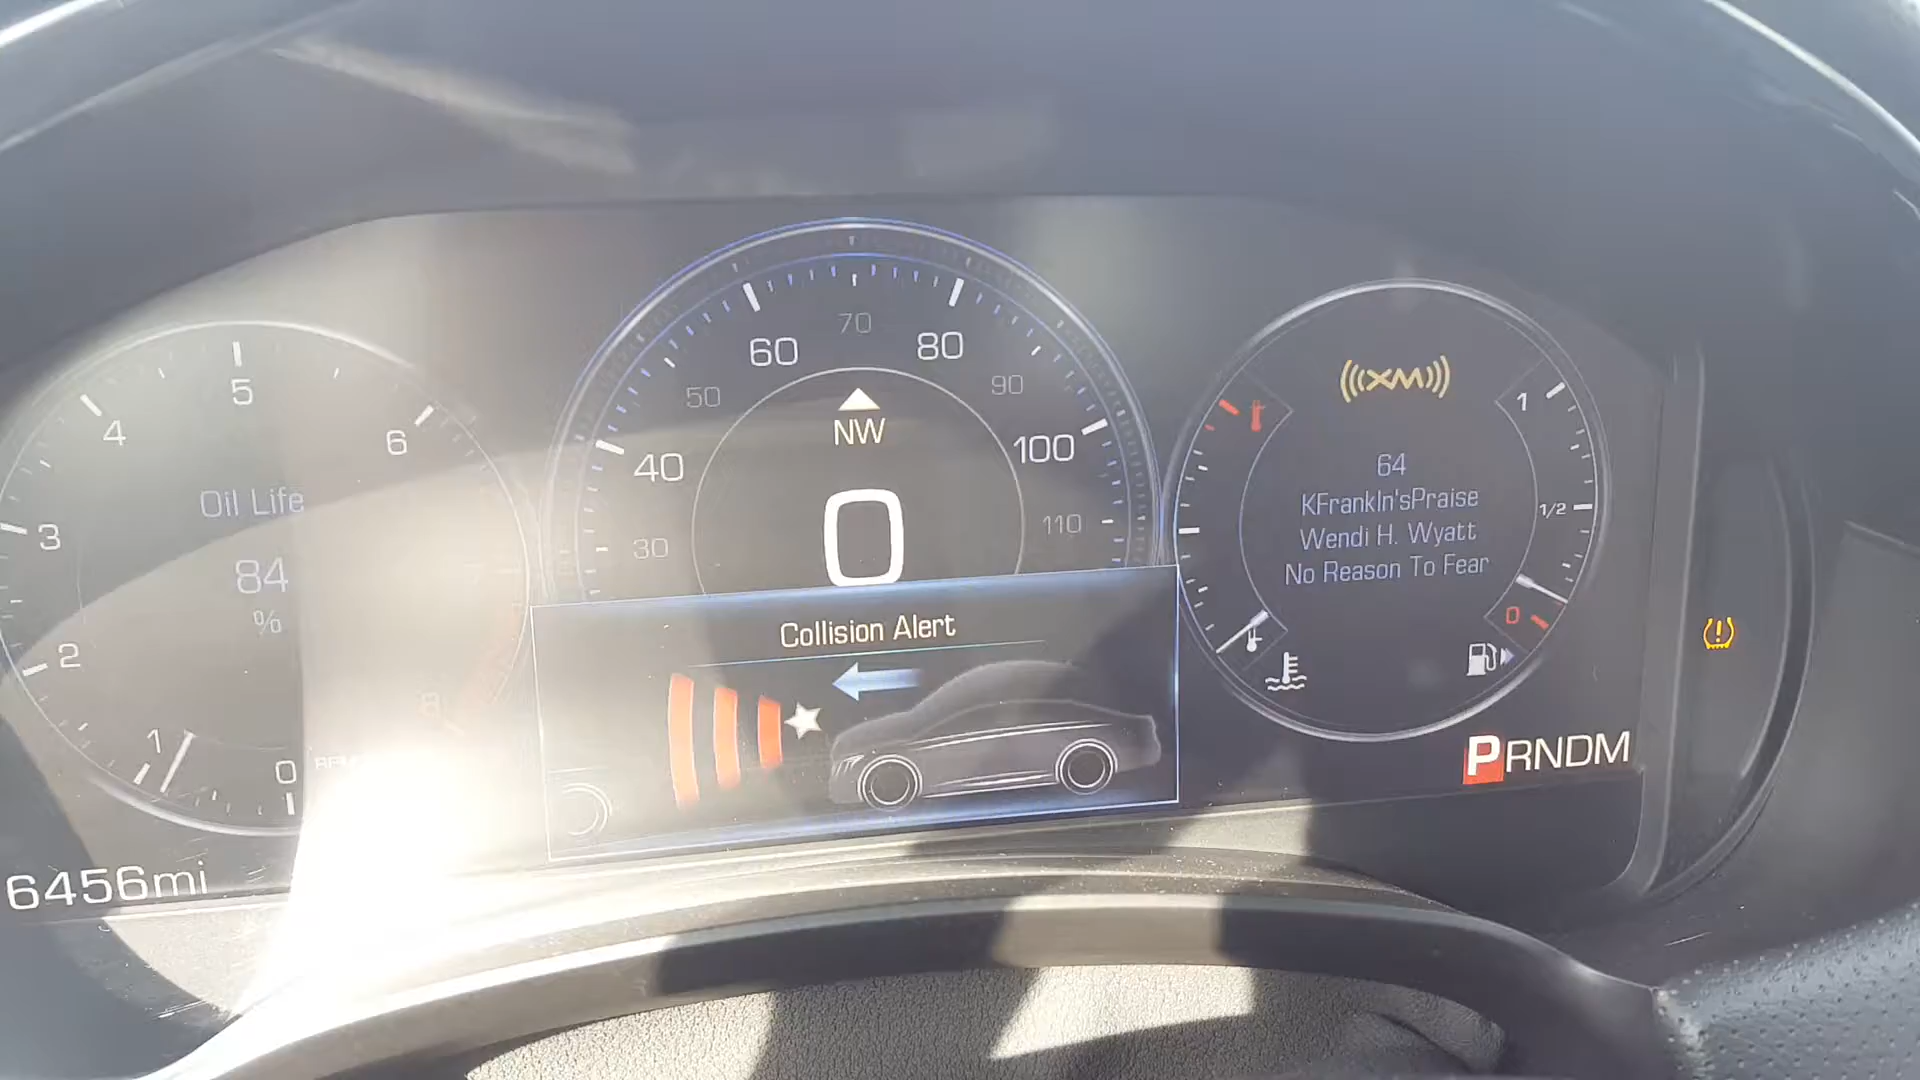 5
4
6
3
2
1
0
8
RPM
Oil Life
84
%
6456mi
70
60
80
50
90
40
100
30
110
NW
0
Collision Alert
XM
64
KFrankln'sPraise
Wendi H. Wyatt
No Reason To Fear
1
1/2
0
PRNDM